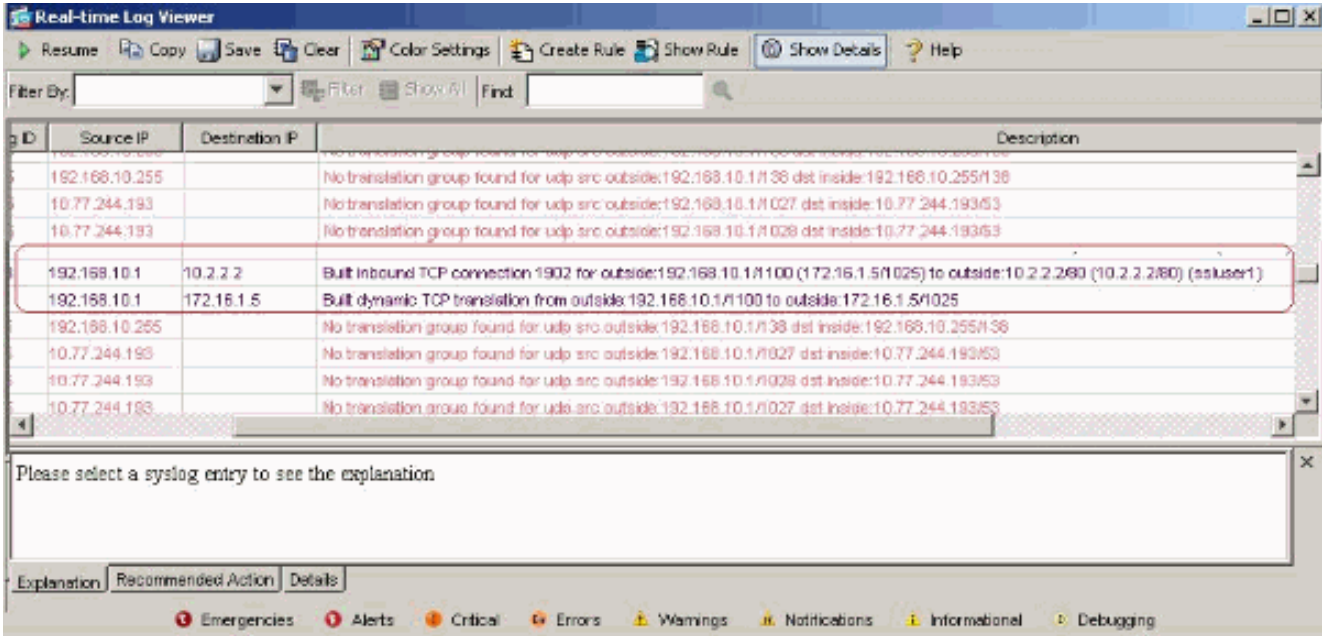 Real-time Log Viewer
Resume Copy Save Clear Color Settings Create Rule Show Rule Show Details Help
Filter By: Filter Show All Find:
g ID Source IP Destination IP Description
192.168.10.255 No translation group found for udp src outside:192.168.10.1/138 dst inside:192.168.10.255/138
10.77.244.193 No translation group found for udp src outside:192.168.10.1/1027 dst inside:10.77.244.193/53
10.77.244.193 No translation group found for udp src outside:192.168.10.1/1028 dst inside:10.77.244.193/53
192.168.10.1 10.2.2.2 Built inbound TCP connection 1902 for outside:192.168.10.1/1100 (172.16.1.5/1025) to outside:10.2.2.2/80 (10.2.2.2/80) (ssluser1)
192.168.10.1 172.16.1.5 Built dynamic TCP translation from outside:192.168.10.1/1100 to outside:172.16.1.5/1025
192.168.10.255 No translation group found for udp src outside:192.168.10.1/138 dst inside:192.168.10.255/138
10.77.244.193 No translation group found for udp src outside:192.168.10.1/1027 dst inside:10.77.244.193/53
10.77.244.193 No translation group found for udp src outside:192.168.10.1/1028 dst inside:10.77.244.193/53
10.77.244.193 No translation group found for udp src outside:192.168.10.1/1027 dst inside:10.77.244.193/53
Please select a syslog entry to see the explanation
Explanation Recommended Action Details
Emergencies Alerts Critical Errors Warnings Notifications Informational Debugging